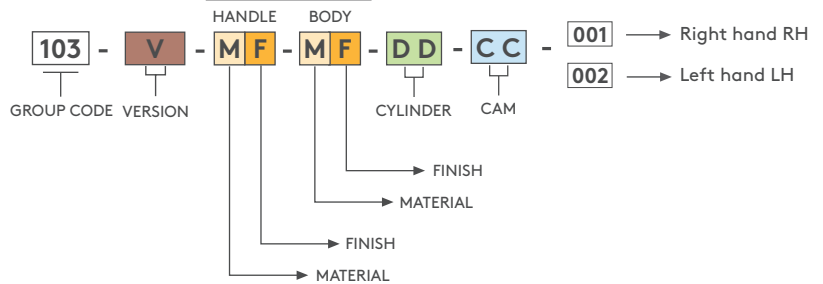 HANDLE BODY
103 - V - M F - M F - D D - C C - 001 Right hand RH
002 Left hand LH
GROUP CODE VERSION CYLINDER CAM
FINISH
MATERIAL
FINISH
MATERIAL